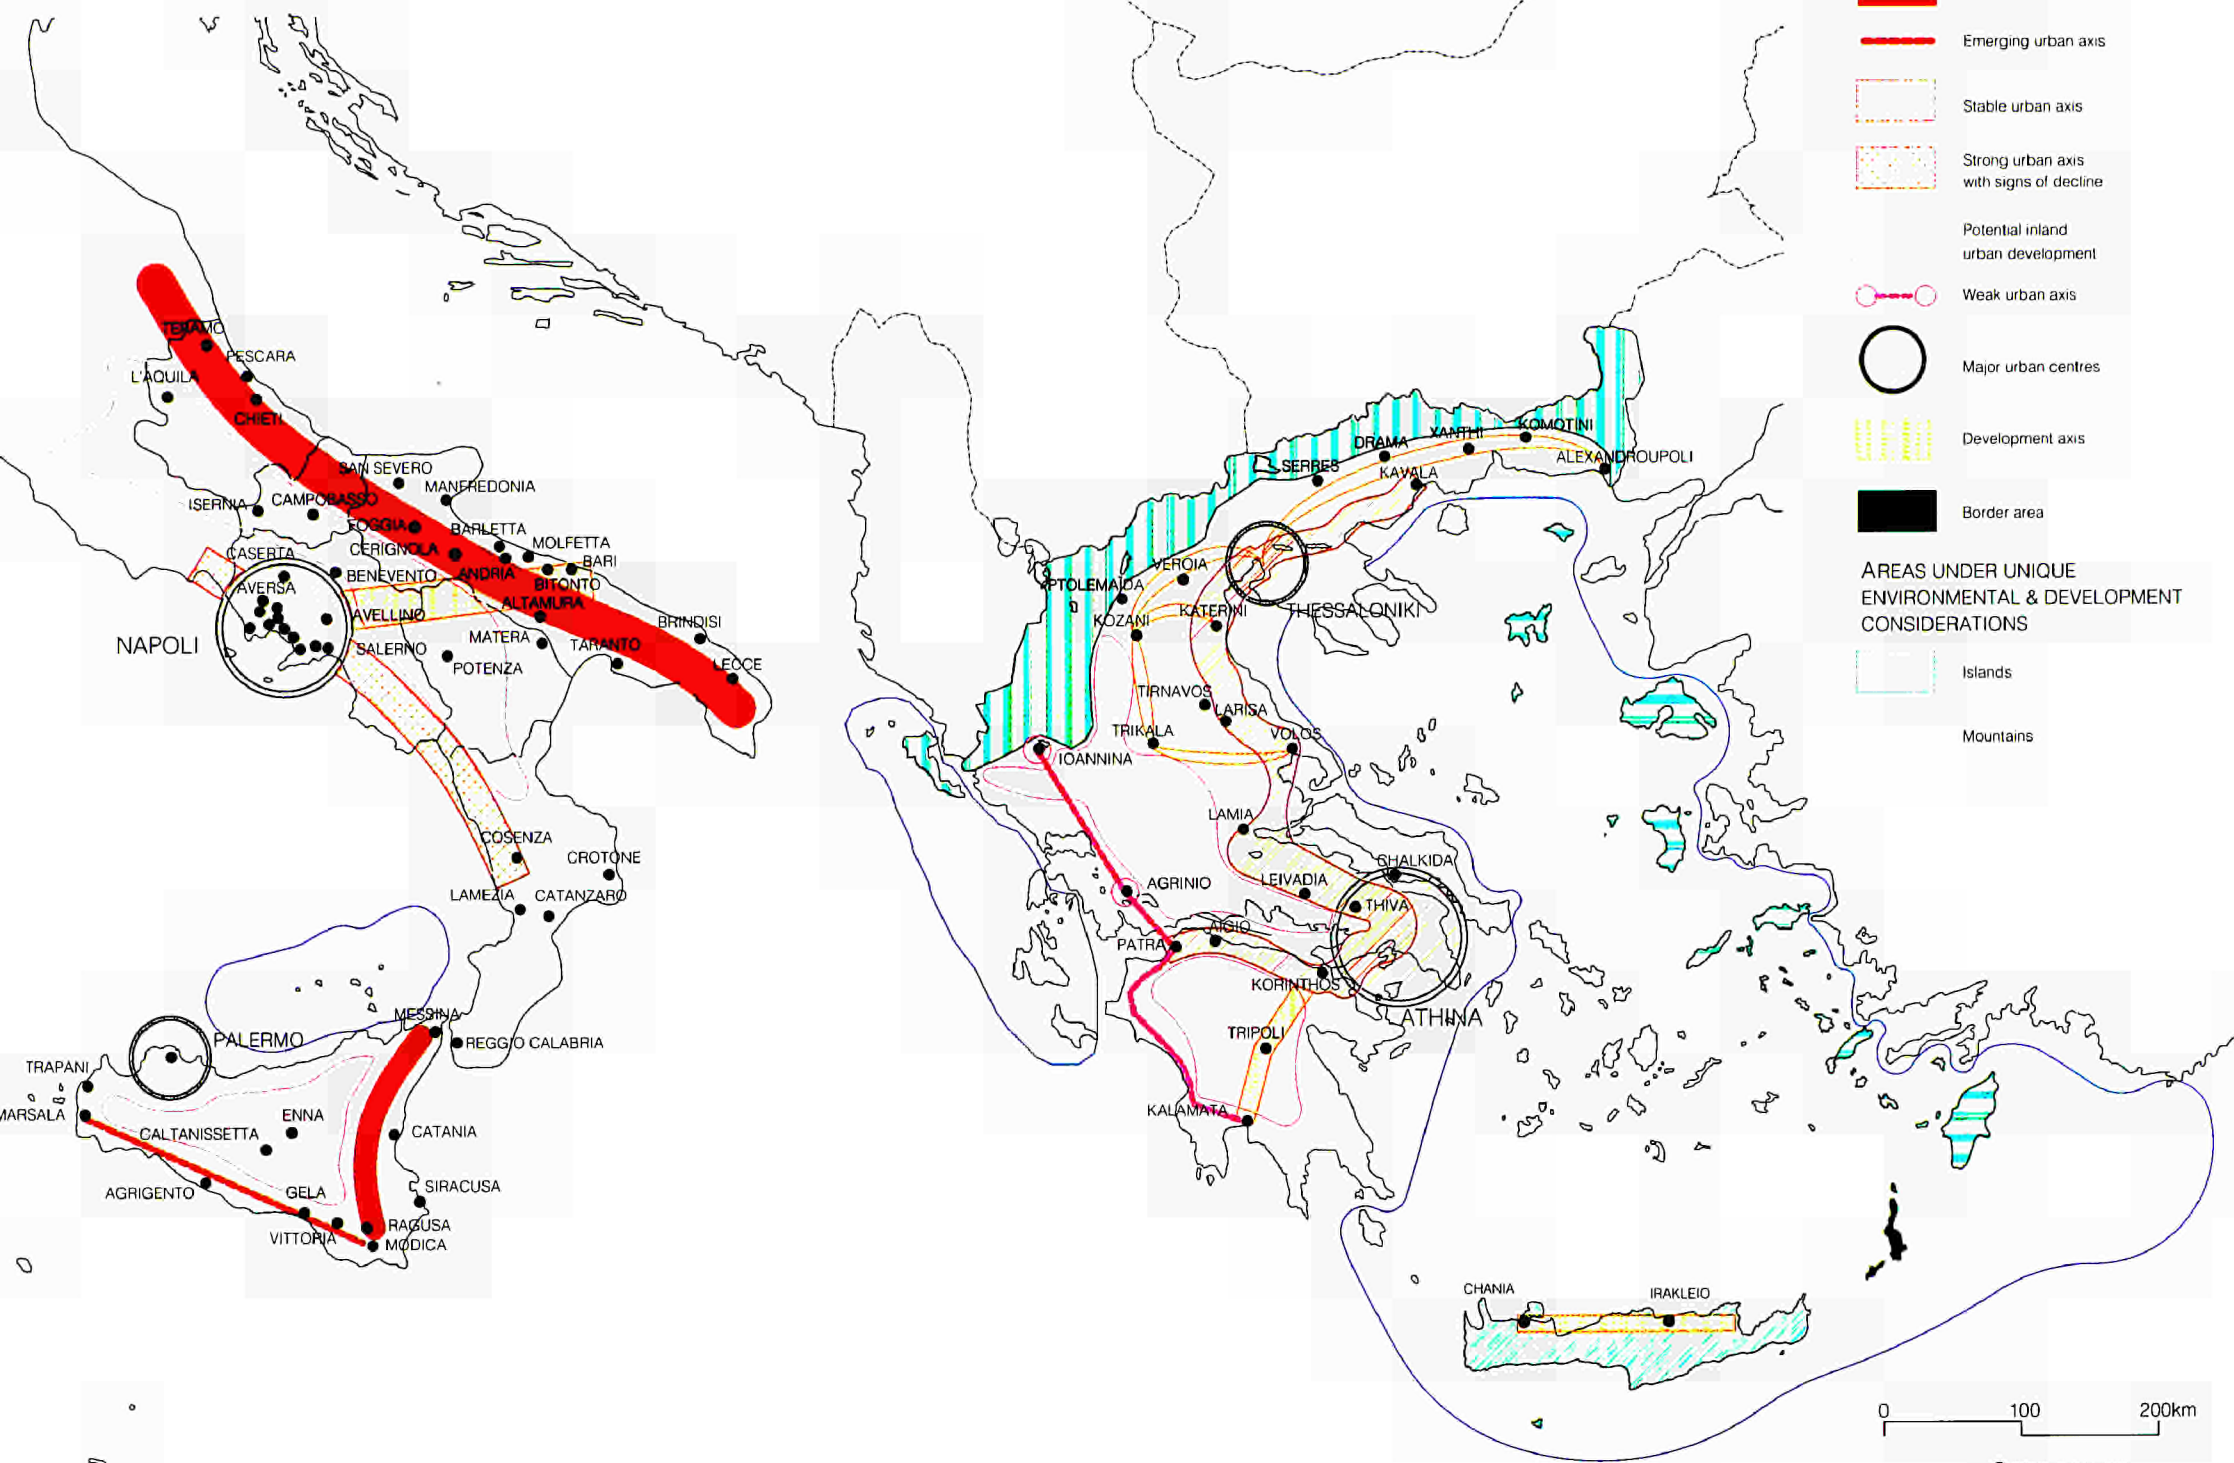 Emerging urban axis
Stable urban axis
Strong urban axis
with signs of decline
Potential inland
urban development
Weak urban axis
Major urban centres
Development axis
Border area
AREAS UNDER UNIQUE
ENVIRONMENTAL & DEVELOPMENT
CONSIDERATIONS
Islands
Mountains
0 100 200km
TERAMO
PESCARA
L'AQUILA
CHIETI
SAN SEVERO
MANFREDONIA
ISERNIA
CAMPOBASSO
FOGGIA
BARLETTA
CERIGNOLA
MOLFETTA
CASERTA
BARI
ANDRIA
BENEVENTO
BITONTO
AVERSA
ALTAMURA
AVELLINO
BRINDISI
NAPOLI
MATERA
TARANTO
SALERNO
POTENZA
LECCE
COSENZA
CROTONE
LAMEZIA
CATANZARO
MESSINA
PALERMO
REGGIO CALABRIA
TRAPANI
MARSALA
ENNA
CALTANISSETTA
CATANIA
AGRIGENTO
GELA
SIRACUSA
RAGUSA
VITTORIA
MODICA
KOMOTINI
XANTHI
DRAMA
ALEXANDROUPOLI
SERRES
KAVALA
VEROIA
PTOLEMAIDA
KATERINI
THESSALONIKI
KOZANI
TIRNAVOS
LARISA
TRIKALA
VOLOS
IOANNINA
LAMIA
CHALKIDA
AGRINIO
LEIVADIA
THIVA
AIGIO
PATRA
KORINTHOS
ATHINA
TRIPOLI
KALAMATA
CHANIA
IRAKLEIO